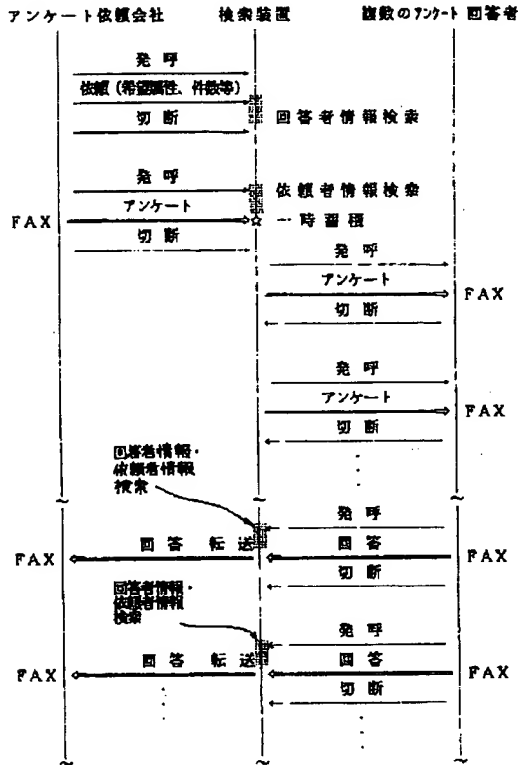 アンケート依頼会社 検索装置 複数のアンケート回答者
発呼
依頼(希望属性、件数等)
切断 回答者情報検索
発呼 依頼者情報検索
アンケート
FAX 一時蓄積
切断 発呼
アンケート
FAX
切断
発呼
アンケート
FAX
切断
回答者情報・
依頼者情報
検索
発呼
回答 転送 回答
FAX FAX
切断
回答者情報・
依頼者情報
検索
発呼
回答 転送 回答
FAX FAX
切断